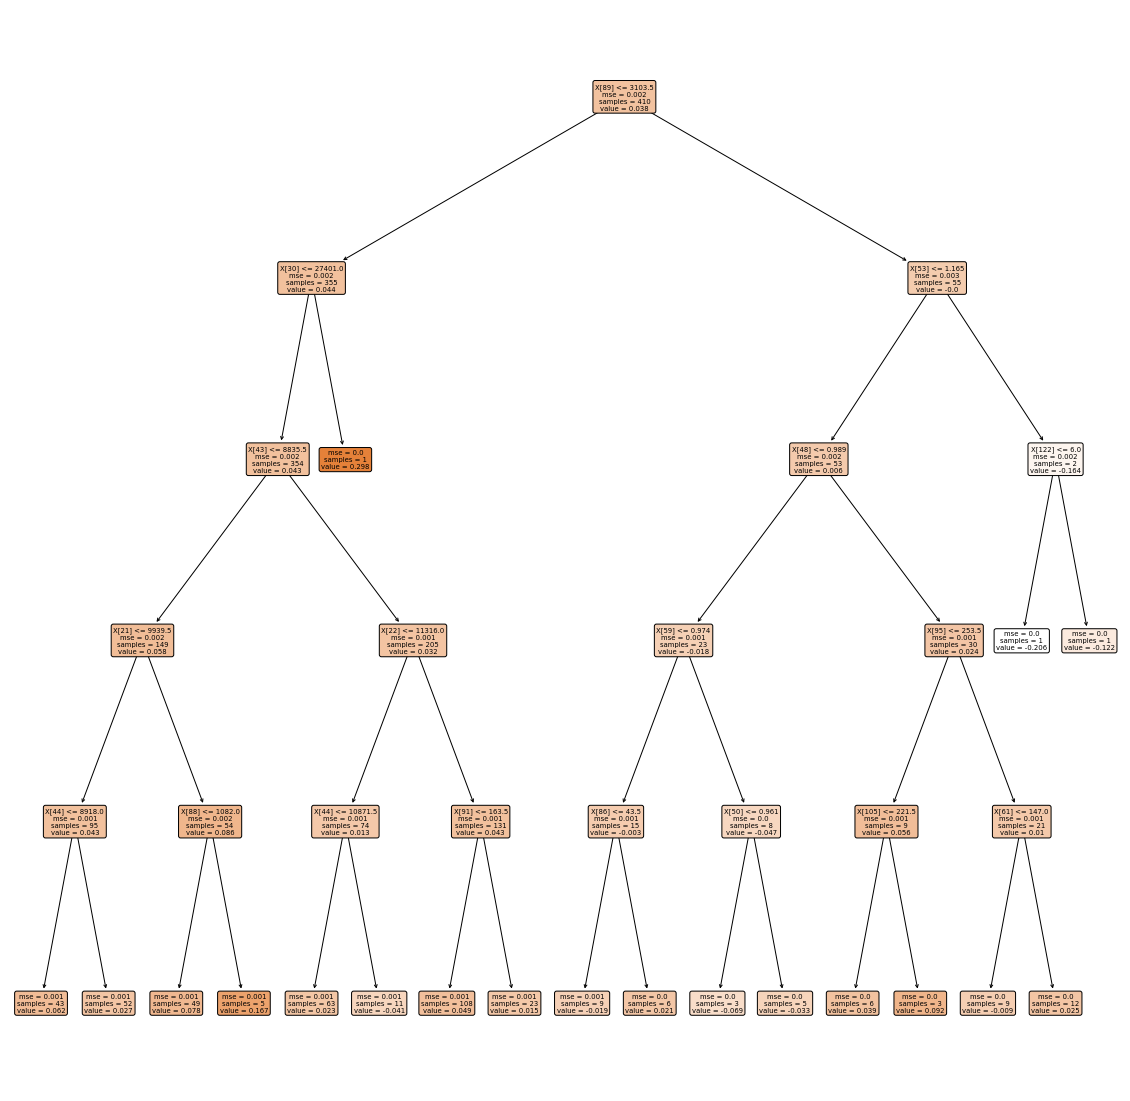 X[89] <= 3103.5
mse = 0.002
samples = 410
value = 0.038
X[30] <= 27401.0
mse = 0.002
samples = 355
value = 0.044
X[53] <= 1.165
mse = 0.003
samples = 55
value = -0.0
X[43] <= 8835.5
mse = 0.002
samples = 354
value = 0.043
mse = 0.0
samples = 1
value = 0.298
X[48] <= 0.989
mse = 0.002
samples = 53
value = 0.006
X[122] <= 6.0
mse = 0.002
samples = 2
value = -0.164
X[21] <= 9939.5
mse = 0.002
samples = 149
value = 0.058
X[22] <= 11316.0
mse = 0.001
samples = 205
value = 0.032
X[59] <= 0.974
mse = 0.001
samples = 23
value = -0.018
X[95] <= 253.5
mse = 0.001
samples = 30
value = 0.024
mse = 0.0
samples = 1
value = -0.206
mse = 0.0
samples = 1
value = -0.122
X[44] <= 8918.0
mse = 0.001
samples = 95
value = 0.043
X[88] <= 1082.0
mse = 0.002
samples = 54
value = 0.086
X[44] <= 10871.5
mse = 0.001
samples = 74
value = 0.013
X[91] <= 163.5
mse = 0.001
samples = 131
value = 0.043
X[86] <= 43.5
mse = 0.001
samples = 15
value = -0.003
X[50] <= 0.961
mse = 0.0
samples = 8
value = -0.047
X[105] <= 221.5
mse = 0.001
samples = 9
value = 0.056
X[61] <= 147.0
mse = 0.001
samples = 21
value = 0.01
mse = 0.001
samples = 43
value = 0.062
mse = 0.001
samples = 52
value = 0.027
mse = 0.001
samples = 49
value = 0.078
mse = 0.001
samples = 5
value = 0.167
mse = 0.001
samples = 63
value = 0.023
mse = 0.001
samples = 11
value = -0.041
mse = 0.001
samples = 108
value = 0.049
mse = 0.001
samples = 23
value = 0.015
mse = 0.001
samples = 9
value = -0.019
mse = 0.0
samples = 6
value = 0.021
mse = 0.0
samples = 3
value = -0.069
mse = 0.0
samples = 5
value = -0.033
mse = 0.0
samples = 6
value = 0.039
mse = 0.0
samples = 3
value = 0.092
mse = 0.0
samples = 9
value = -0.009
mse = 0.0
samples = 12
value = 0.025